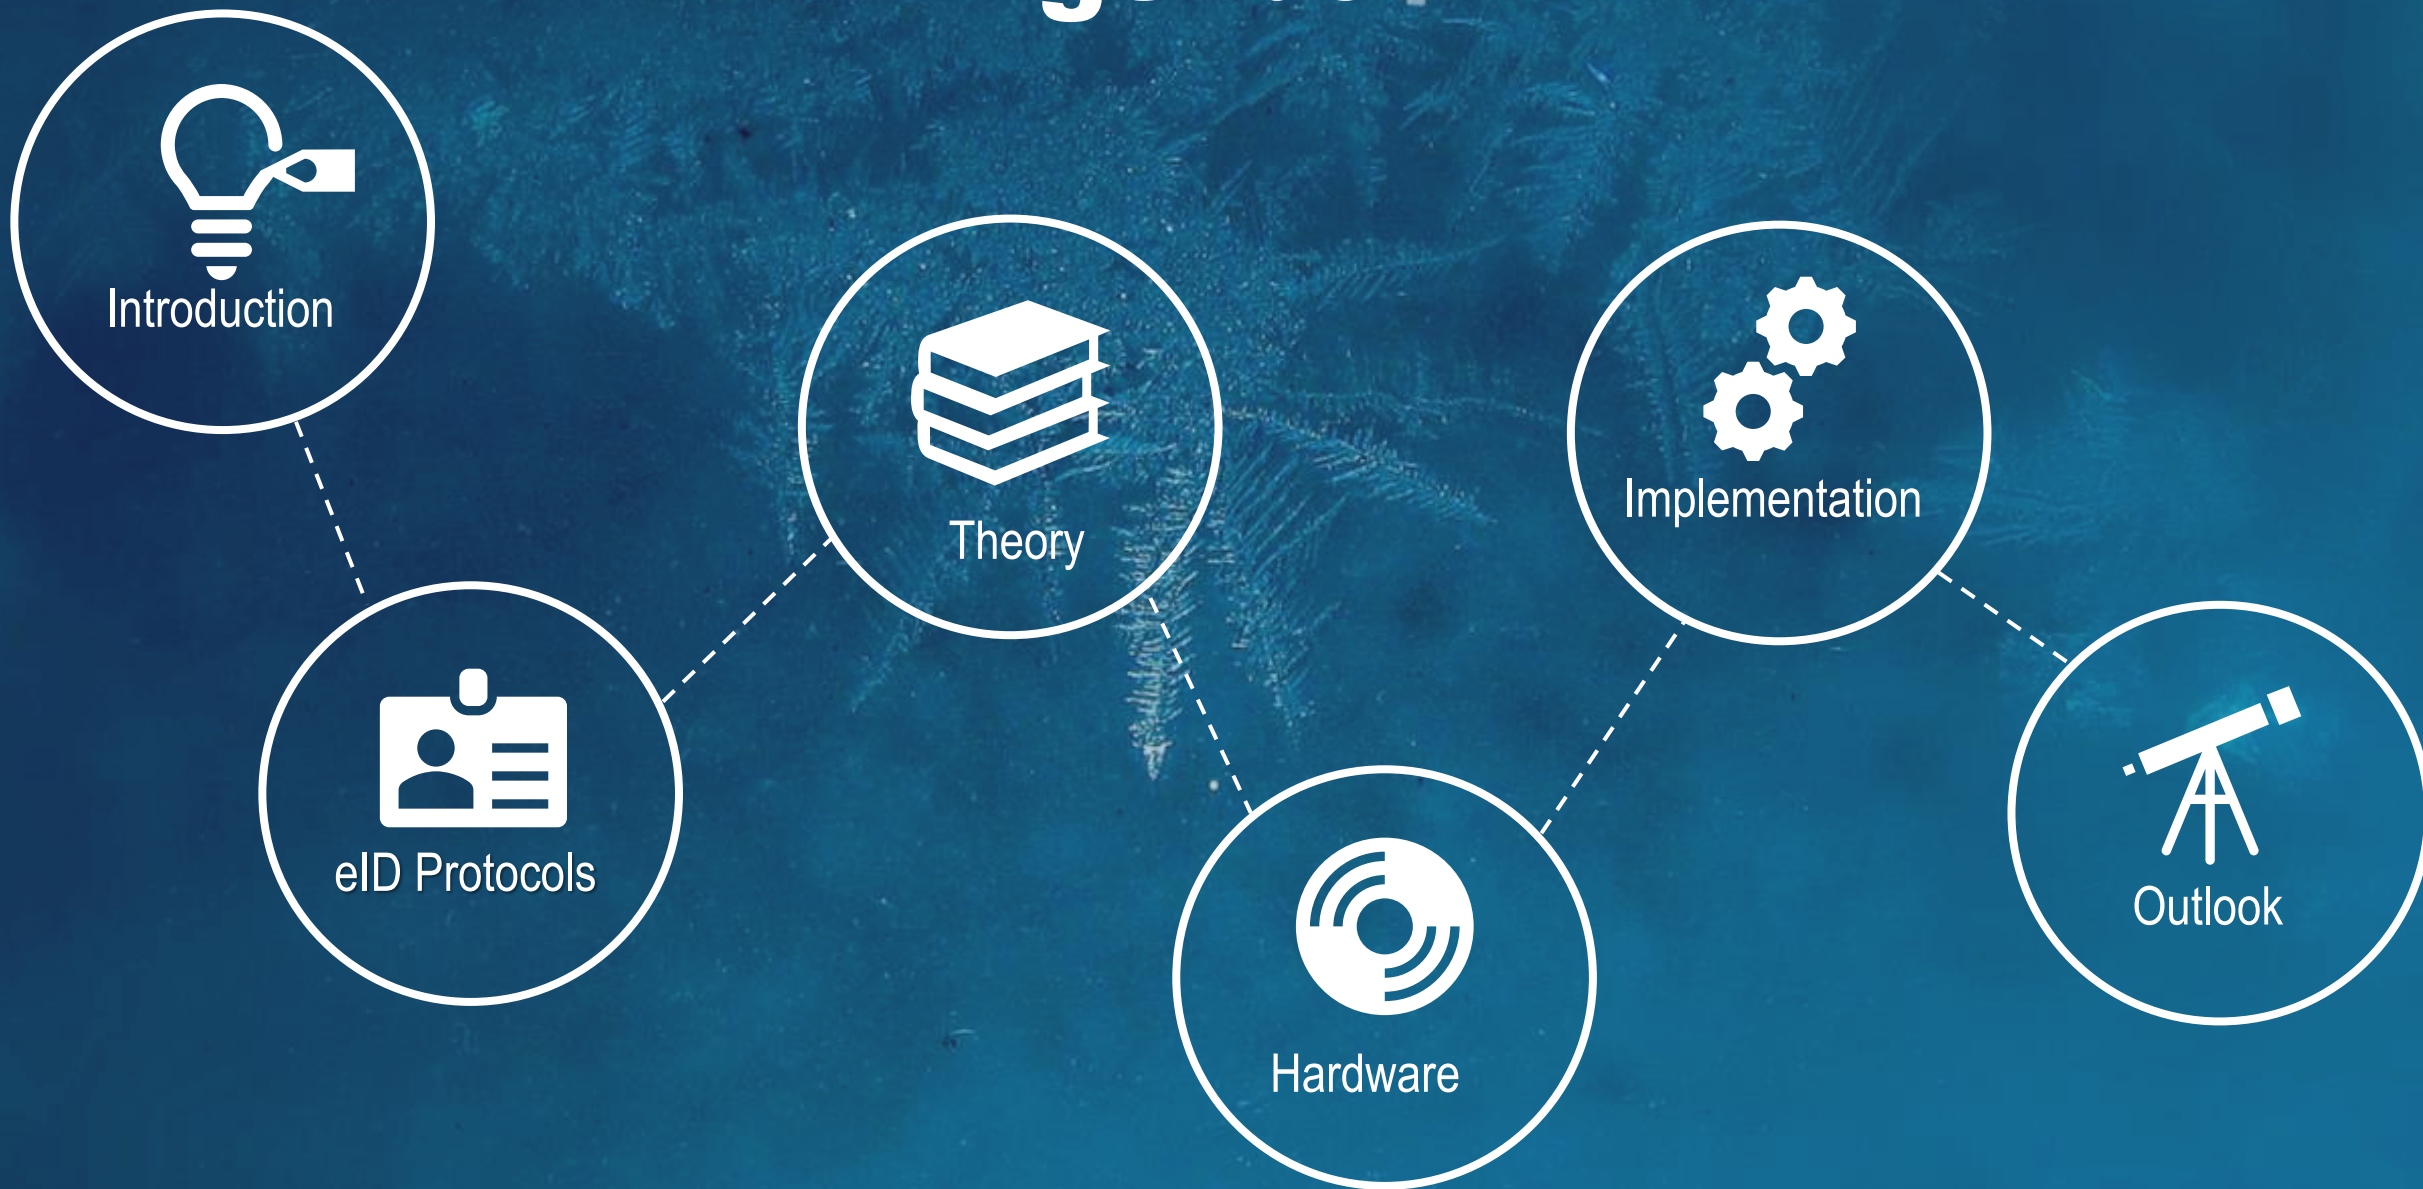 Introduction
eID Protocols
Theory
Hardware
Implementation
Outlook